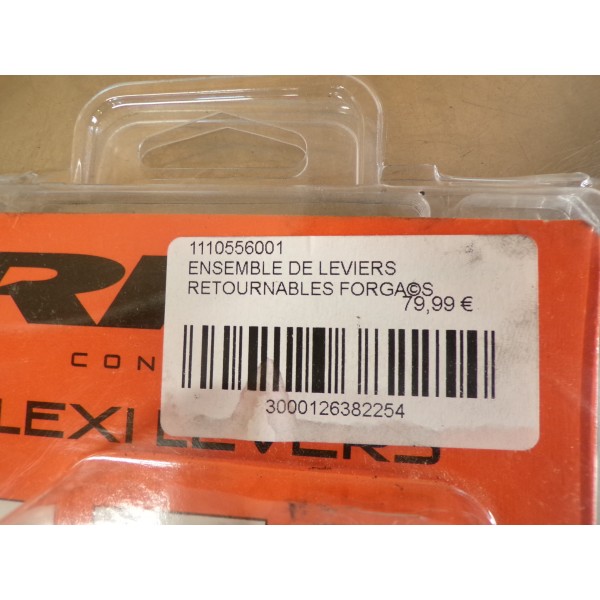 1110556001
ENSEMBLE DE LEVIERS
RETOURNABLES FORGA©S
79,99 €
3000126382254
CON
LEXI LEVERS